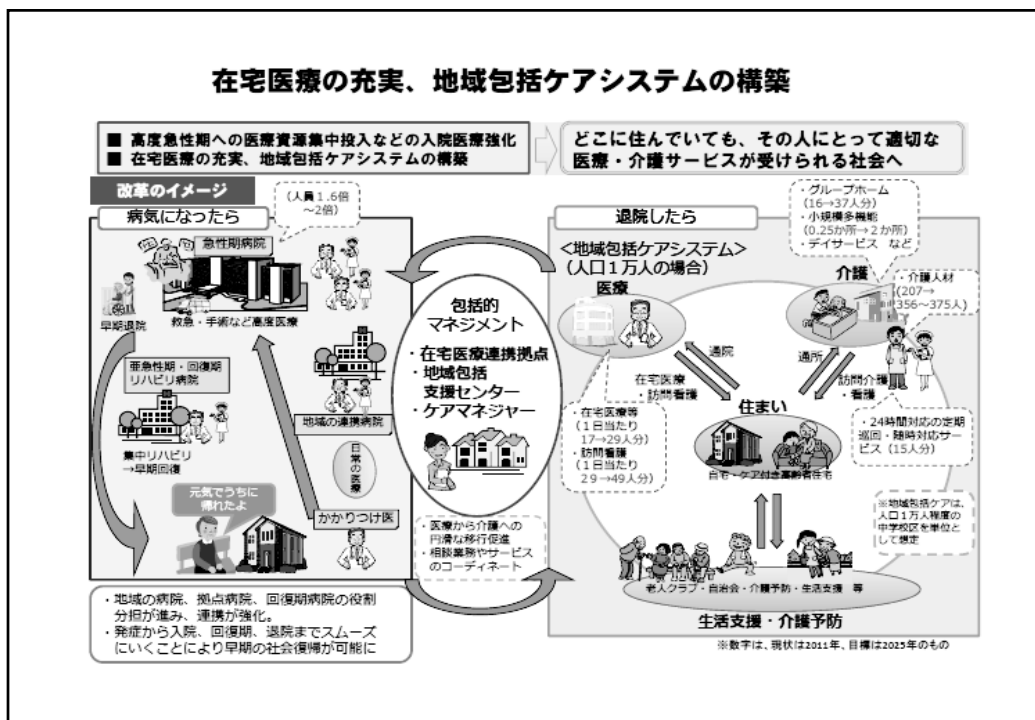 在宅医療の充実、地域包括ケアシステムの構築
■ 高度急性期への医療資源集中投入などの入院医療強化
■ 在宅医療の充実、地域包括ケアシステムの構築
どこに住んでいても、その人にとって適切な
医療・介護サービスが受けられる社会へ
改革のイメージ
病気になったら
（人員1.6倍
～2倍）
急性期病院
早期退院
救急・手術など高度医療
亜急性期・回復期
リハビリ病院
地域の連携病院
集中リハビリ
→早期回復
日常の医療
元気でうちに
帰れたよ
かかりつけ医
・地域の病院、拠点病院、回復期病院の役割
分担が進み、連携が強化。
・発症から入院、回復期、退院までスムーズ
にいくことにより早期の社会復帰が可能に
包括的
マネジメント
・在宅医療連携拠点
・地域包括
支援センター
・ケアマネジャー
・医療から介護への
円滑な移行促進
・相談業務やサービス
のコーディネート
退院したら
＜地域包括ケアシステム＞
（人口１万人の場合）
・グループホーム
（16→37人分）
・小規模多機能
（0.25か所→２か所）
・デイサービス など
医療
介護
・介護人材
（207→
356～375人）
通院
通所
在宅医療
・訪問看護
訪問介護
・看護
・在宅医療等
（１日当たり
17→29人分）
・訪問看護
（１日当たり
29→49人分）
住まい
自宅・ケア付き高齢者住宅
・24時間対応の定期
巡回・随時対応サー
ビス（15人分）
※地域包括ケアは、
人口１万人程度の
中学校区を単位と
して想定
老人クラブ・自治会・介護予防・生活支援 等
生活支援・介護予防
※数字は、現状は2011年、目標は2025年のもの